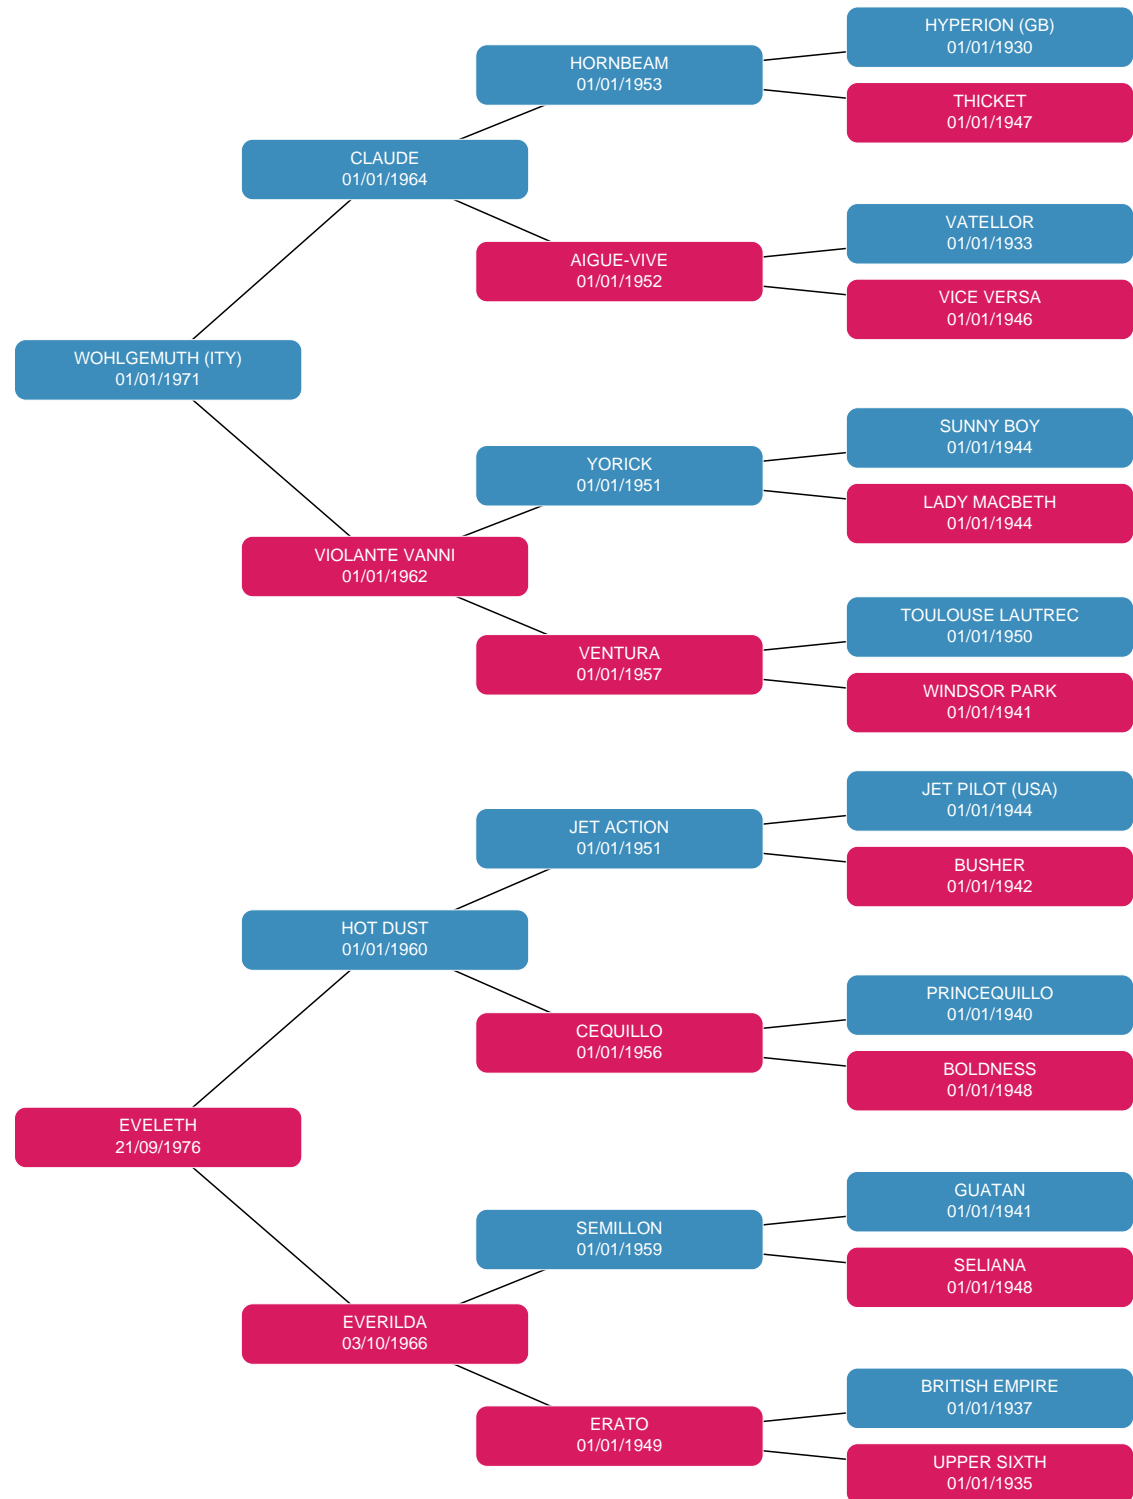 HYPERION (GB)
01/01/1930
HORNBEAM
01/01/1953
THICKET
01/01/1947
CLAUDE
01/01/1964
VATELLOR
01/01/1933
AIGUE-VIVE
01/01/1952
VICE VERSA
01/01/1946
WOHLGEMUTH (ITY)
01/01/1971
SUNNY BOY
01/01/1944
YORICK
01/01/1951
LADY MACBETH
01/01/1944
VIOLANTE VANNI
01/01/1962
TOULOUSE LAUTREC
01/01/1950
VENTURA
01/01/1957
WINDSOR PARK
01/01/1941
JET PILOT (USA)
01/01/1944
JET ACTION
01/01/1951
BUSHER
01/01/1942
HOT DUST
01/01/1960
PRINCEQUILLO
01/01/1940
CEQUILLO
01/01/1956
BOLDNESS
01/01/1948
EVELETH
21/09/1976
GUATAN
01/01/1941
SEMILLON
01/01/1959
SELIANA
01/01/1948
EVERILDA
03/10/1966
BRITISH EMPIRE
01/01/1937
ERATO
01/01/1949
UPPER SIXTH
01/01/1935